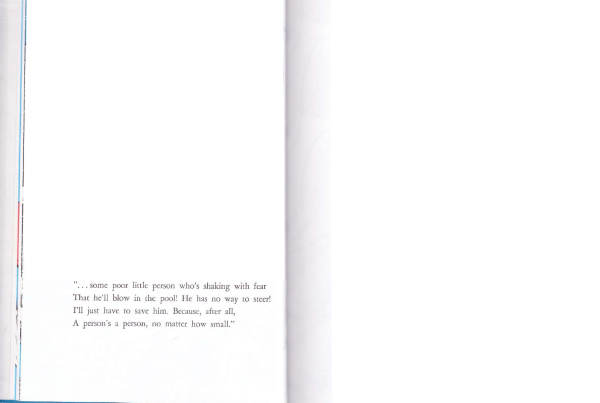 “. . . some poor little person who's shaking with fear
That he'll blow in the pool! He has no way to steer!
I'll just have to save him. Because, after all,
A person's a person, no matter how small.”